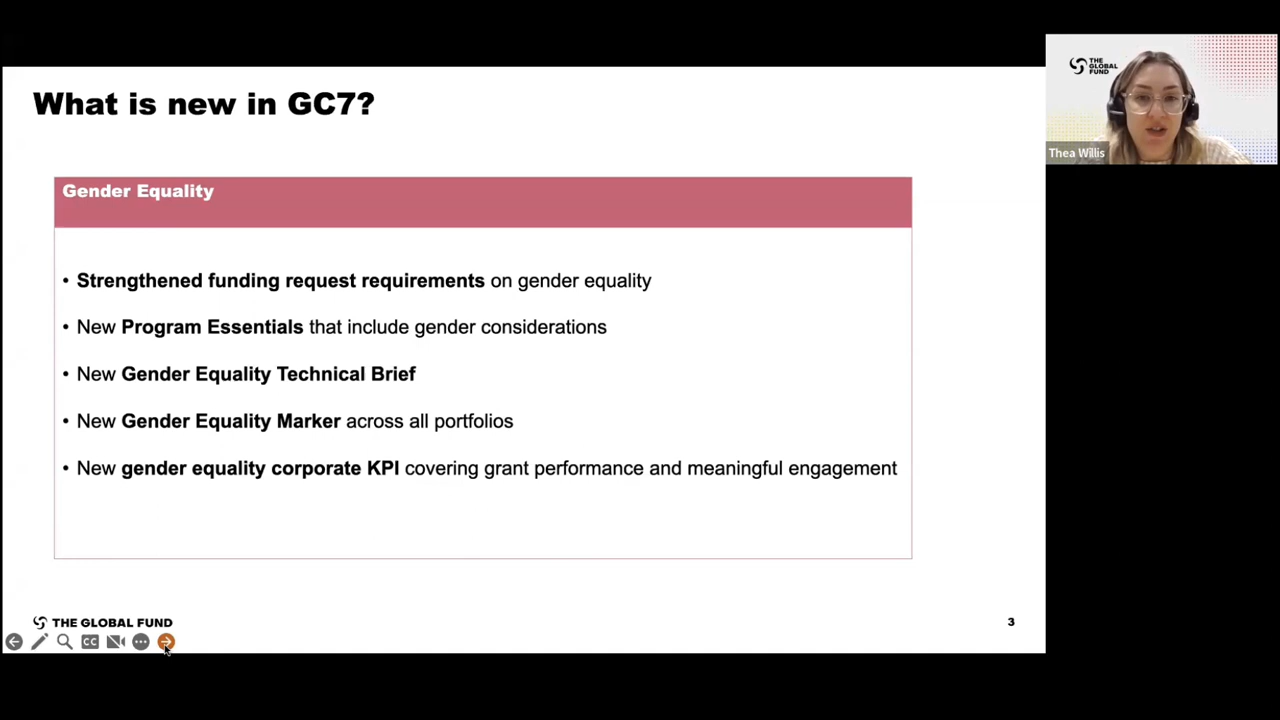 What is new in GC7?
Gender Equality
• Strengthened funding request requirements on gender equality
• New Program Essentials that include gender considerations
• New Gender Equality Technical Brief
• New Gender Equality Marker across all portfolios
• New gender equality corporate KPI covering grant performance and meaningful engagement
THE GLOBAL FUND
3
CC
THE
GLOBAL
FUND
Thea Willis